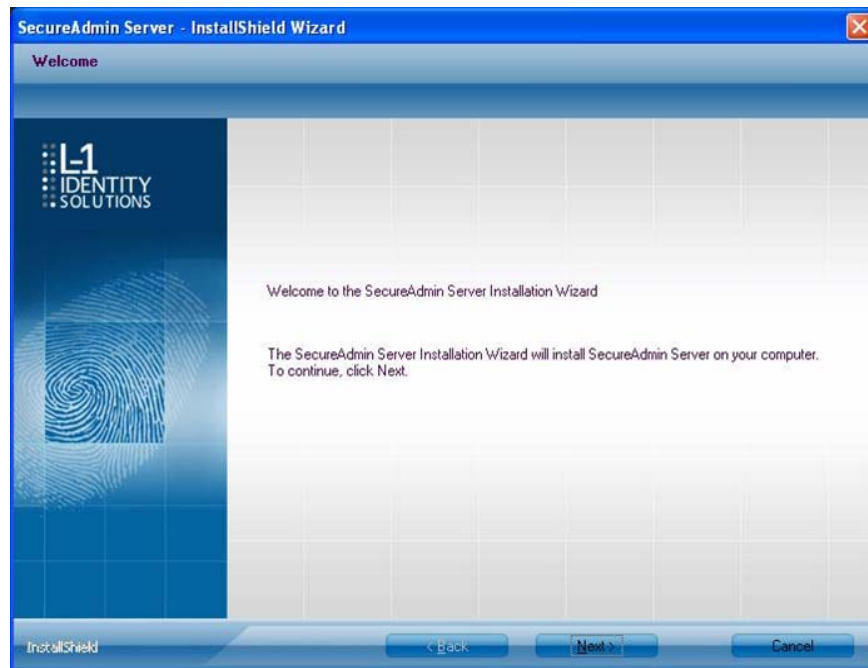 SecureAdmin Server - InstallShield Wizard
Welcome
L-1
IDENTITY
SOLUTIONS
Welcome to the SecureAdmin Server Installation Wizard
The SecureAdmin Server Installation Wizard will install SecureAdmin Server on your computer.
To continue, click Next.
InstallShield
< Back
Next >
Cancel